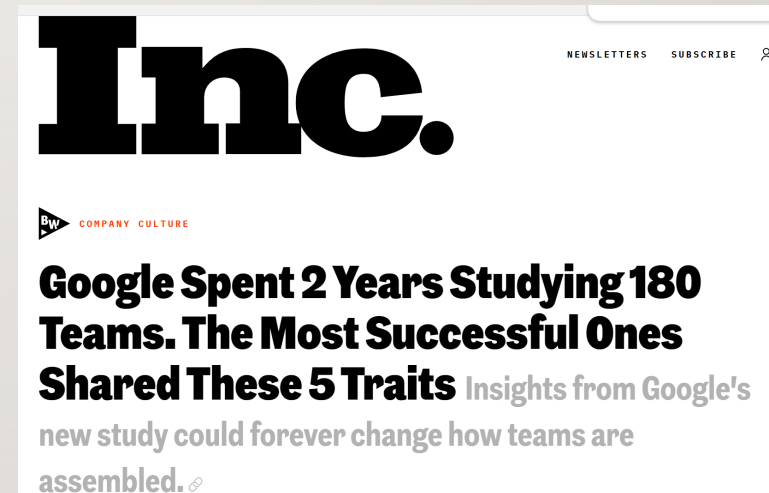 Inc.
NEWSLETTERS SUBSCRIBE
BW COMPANY CULTURE
Google Spent 2 Years Studying 180
Teams. The Most Successful Ones
Shared These 5 Traits Insights from Google's
new study could forever change how teams are
assembled.